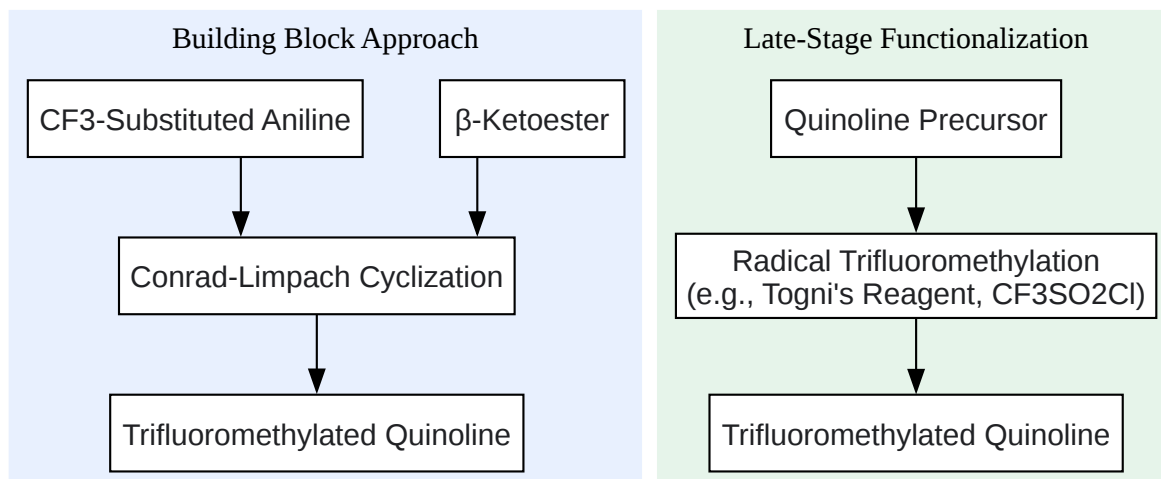 Building Block Approach
CF3-Substituted Aniline
β-Ketoester
Conrad-Limpach Cyclization
Trifluoromethylated Quinoline
Late-Stage Functionalization
Quinoline Precursor
Radical Trifluoromethylation
(e.g., Togni's Reagent, CF3SO2Cl)
Trifluoromethylated Quinoline